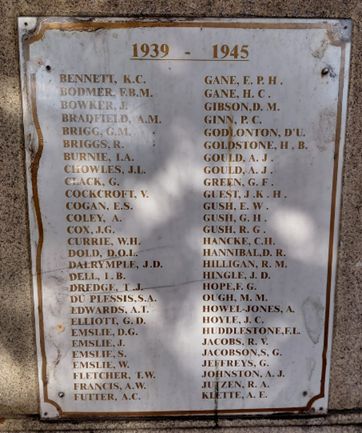 1939 - 1945
BENNETT, K.C.
BODMER, F.B.M.
BOWKER, J.
BRADFIELD, A.M.
BRIGG, G.M.
BRIGGS, R.
BURNIE, I.A.
CHOWLES, J.L.
CLACK, G.
COCKCROFT, V.
COGAN, E.S.
COLEY, A.
COX, J.G.
CURRIE, W.H.
DOLD, D.O.L.
DALRYMPLE, J.D.
DELL, I. B.
DREDGE, T. J.
DU PLESSIS, S.A.
EDWARDS, A.T.
ELLIOTT, G. D.
EMSLIE, D.G.
EMSLIE, J.
EMSLIE, S.
EMSLIE, W.
FLETCHER, T.W.
FRANCIS, A.W.
FUTTER, A.C.
GANE, E. P. H.
GANE, H. C.
GIBSON, D. M.
GINN, P. C.
GODLONTON, D'U.
GOLDSTONE, H. B.
GOULD, A. J.
GOULD, A. J.
GREEN, G. F.
GUEST, J. K. H.
GUSH, E. W.
GUSH, G. H.
GUSH, R. G.
HANCKE, C.H.
HANNIBAL, D. R.
HILLIGAN, R. M.
HINGLE, J. D.
HOPE, F. G.
OUGH, M. M.
HOWEL-JONES, A.
HOYLE, J. C.
HUDDLESTONE, F.L.
JACOBS, R. V.
JACOBSON, S, G.
JEFFREYS, G.
JOHNSTON, A. J.
JUTZEN, R. A.
KLETTE, A. E.